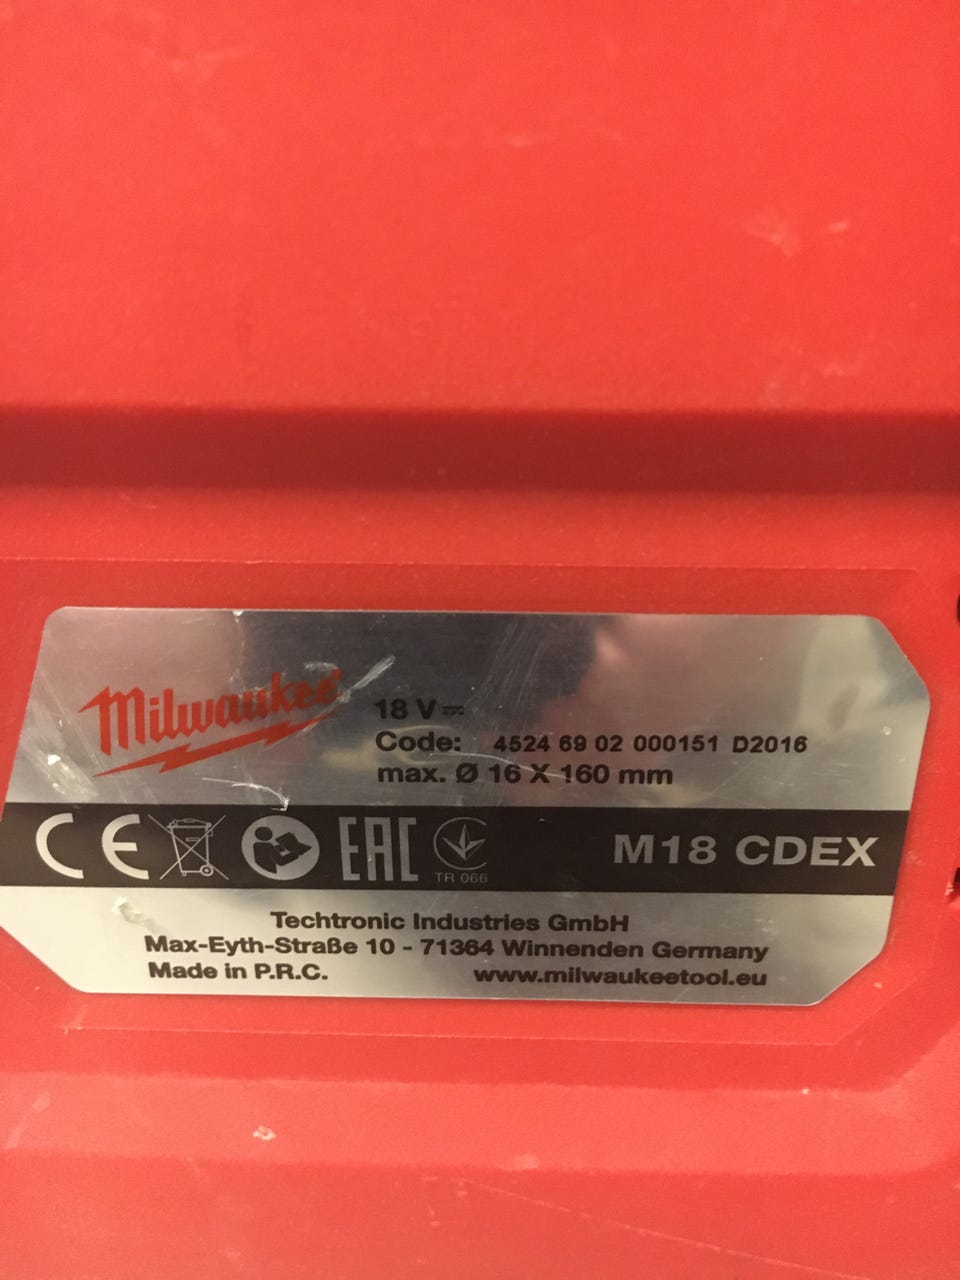 Milwaukee
18 V
Code: 4524 69 02 000151 D2016
max. Ø 16 X 160 mm
CE EAC TR 066 M18 CDEX
Techtronic Industries GmbH
Max-Eyth-Straße 10 - 71364 Winnenden Germany
Made in P.R.C. www.milwaukeetool.eu